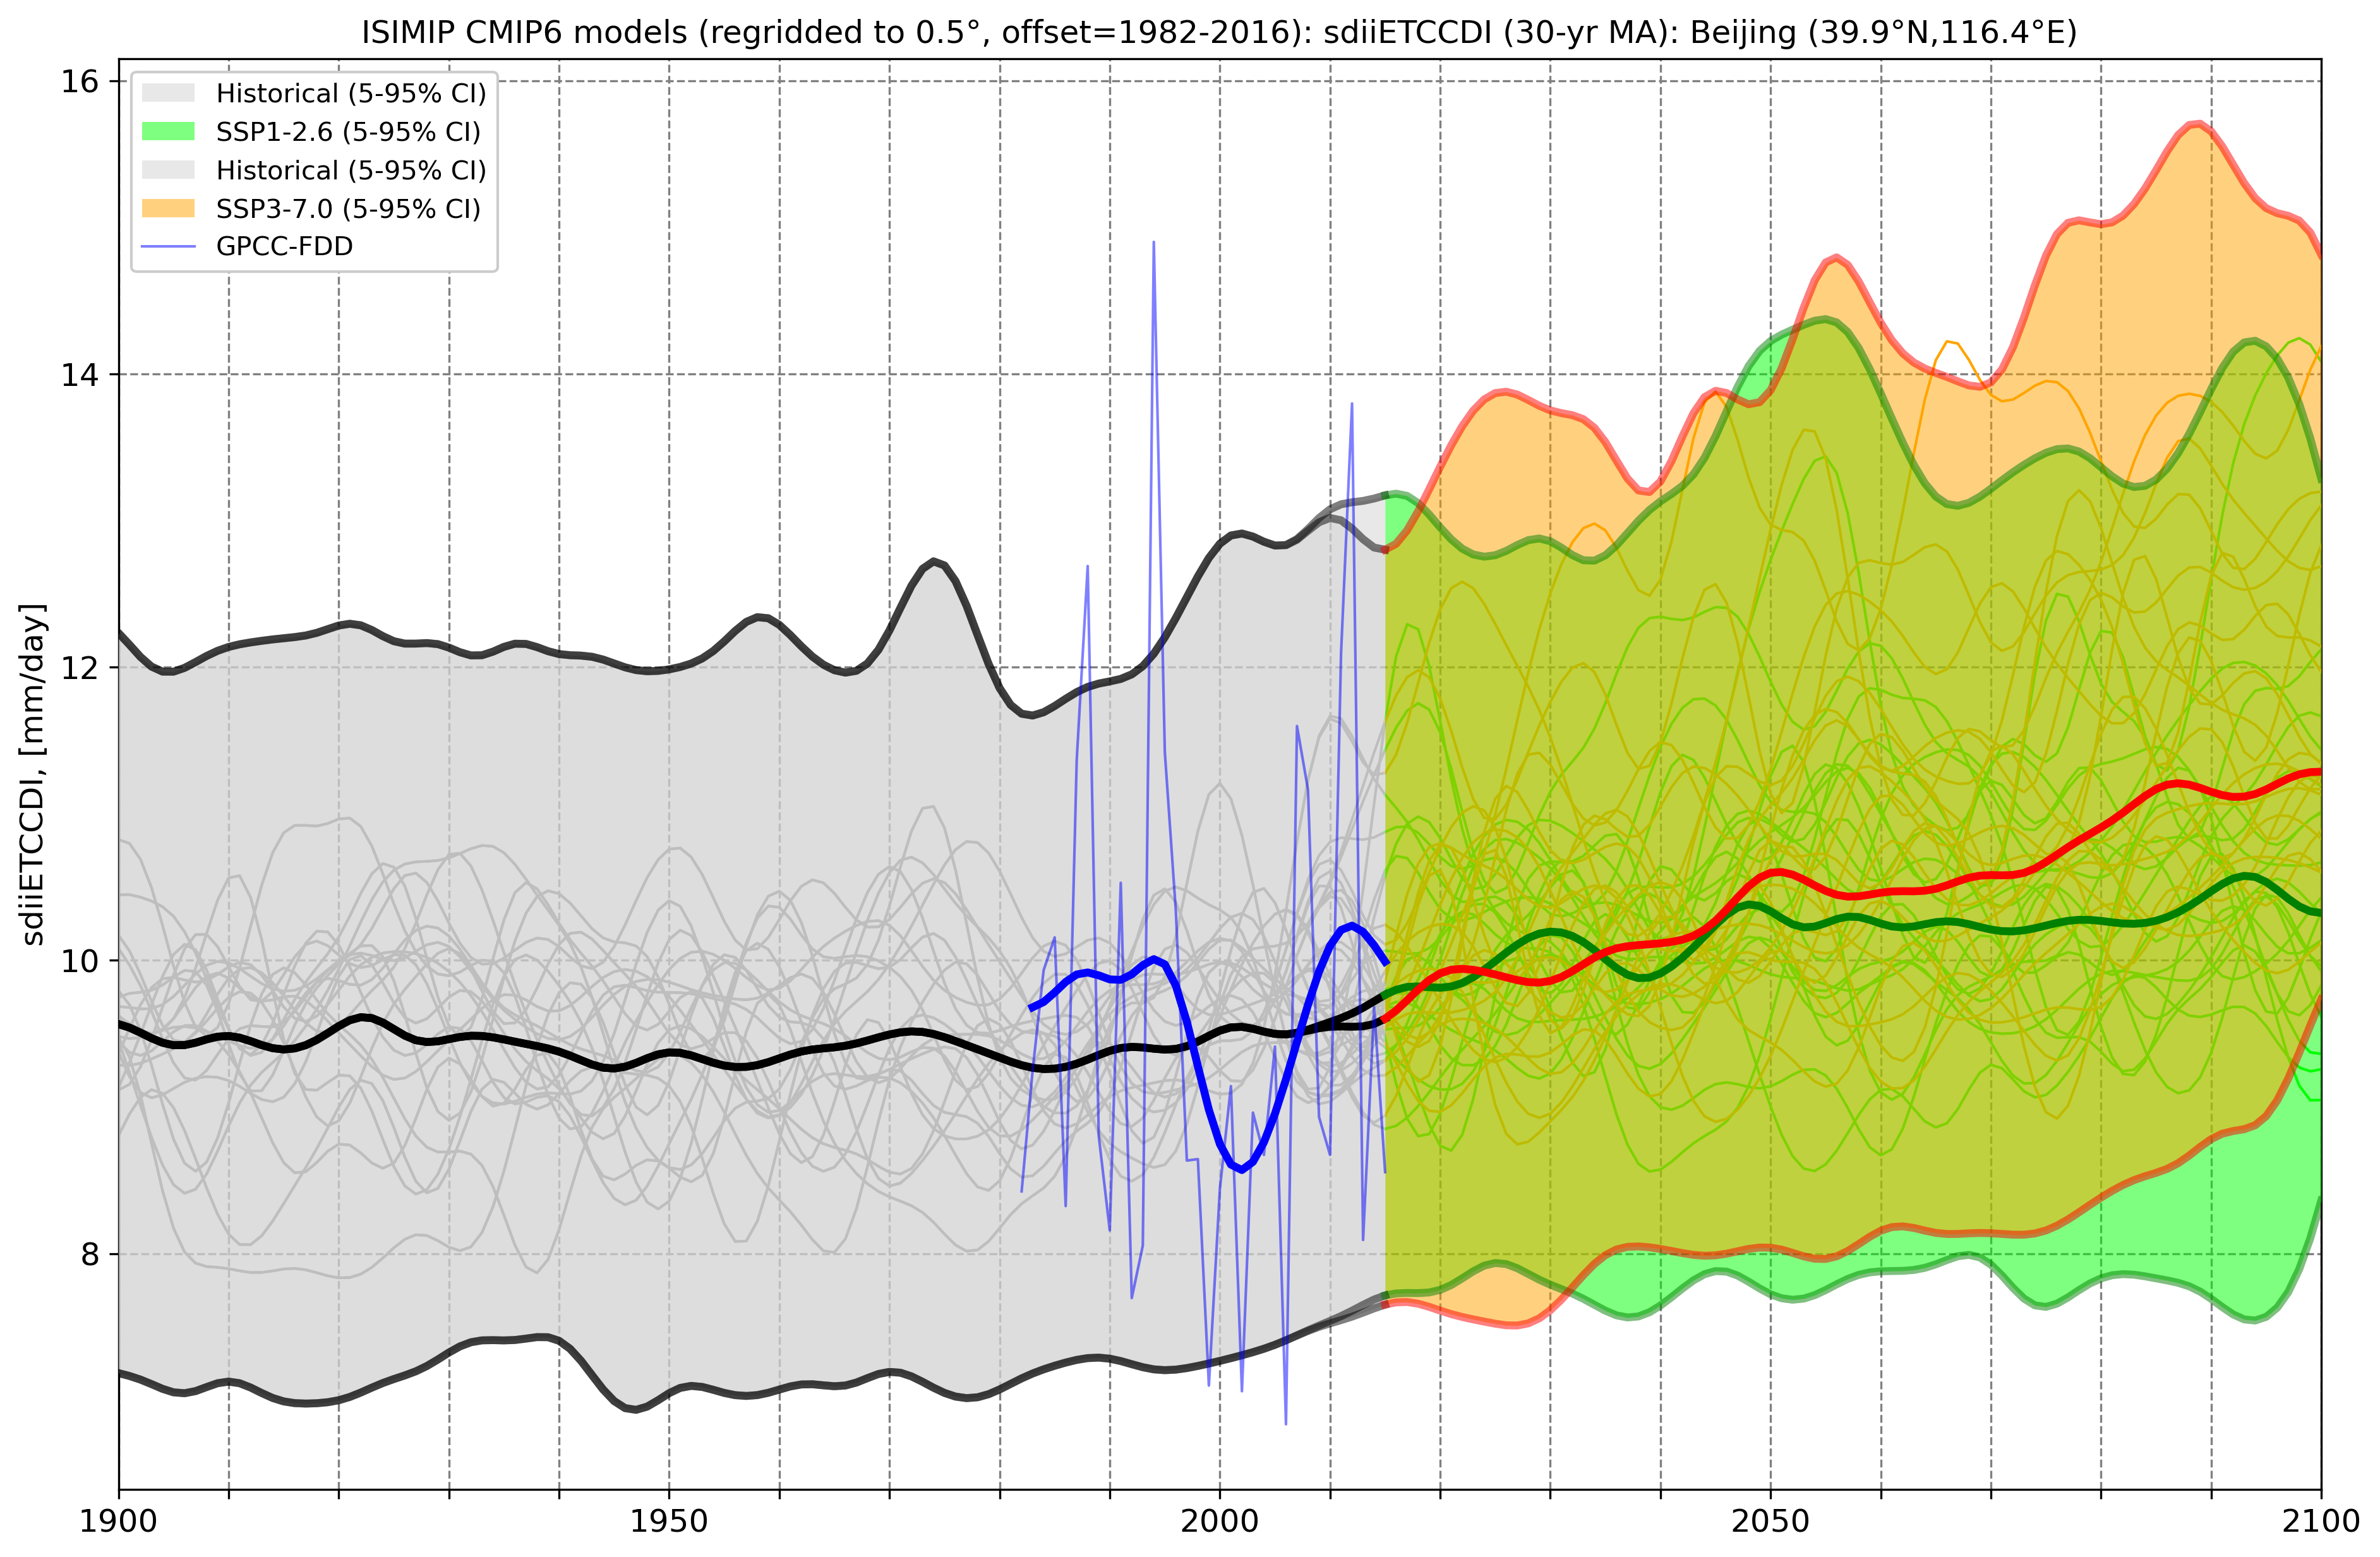 ISIMIP CMIP6 models (regridded to 0.5°, offset=1982-2016): sdiiETCCDI (30-yr MA): Beijing (39.9°N,116.4°E)
Historical (5-95% CI)
SSP1-2.6 (5-95% CI)
Historical (5-95% CI)
SSP3-7.0 (5-95% CI)
GPCC-FDD
sdiiETCCDI, [mm/day]
16
14
12
10
8
1900
1950
2000
2050
2100